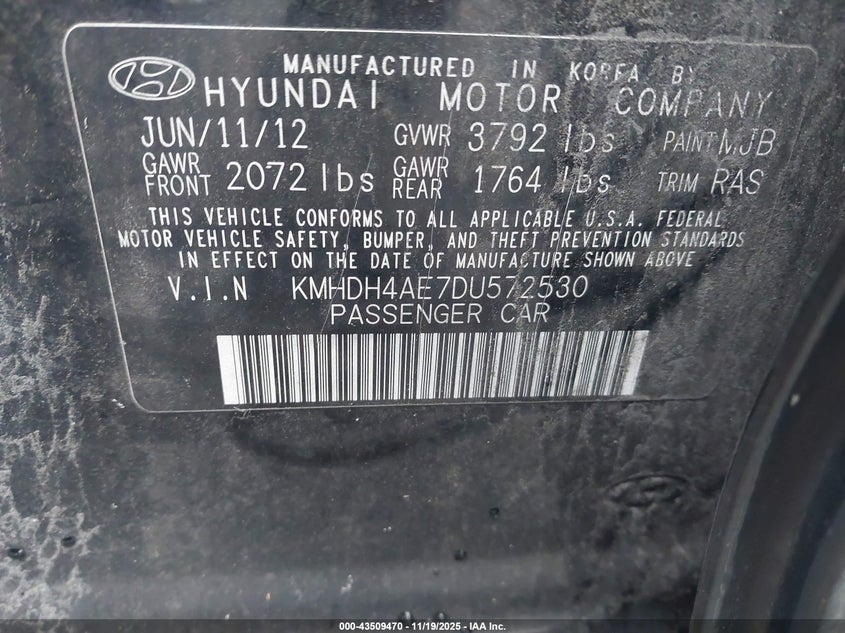 MANUFACTURED IN KOREA BY
HYUNDAI MOTOR COMPANY
JUN/11/12 GVWR 3792 lbs PAINT MJB
GAWR FRONT 2072 lbs GAWR REAR 1764 lbs TRIM RAS
THIS VEHICLE CONFORMS TO ALL APPLICABLE U.S.A. FEDERAL
MOTOR VEHICLE SAFETY, BUMPER, AND THEFT PREVENTION STANDARDS
IN EFFECT ON THE DATE OF MANUFACTURE SHOWN ABOVE
V.I.N KMHDH4AE7DU572530
PASSENGER CAR
000-43509470 - 11/19/2025 - IAA Inc.